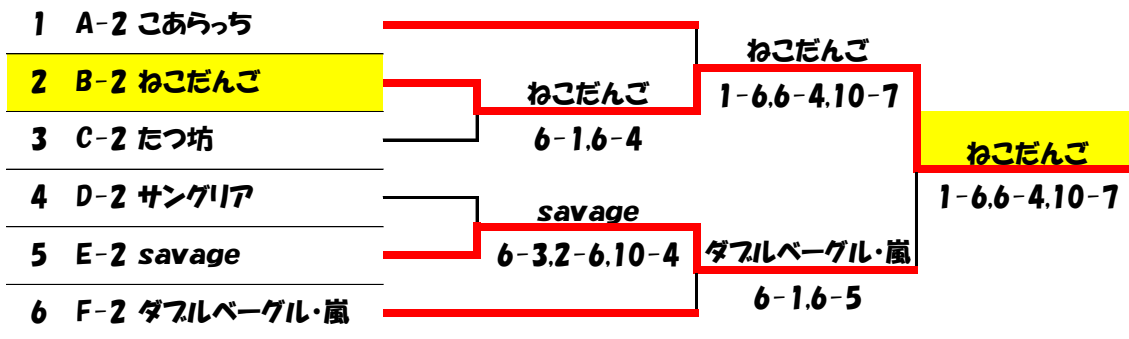 1 A-2 こあらっち
2 B-2 ねこだんご
3 C-2 たつ坊
4 D-2 サングリア
5 E-2 savage
6 F-2 ダブルベーグル・嵐
ねこだんご
6-1,6-4
savage
6-3,2-6,10-4
ねこだんご
1-6,6-4,10-7
ダブルベーグル・嵐
6-1,6-5
ねこだんご
1-6,6-4,10-7